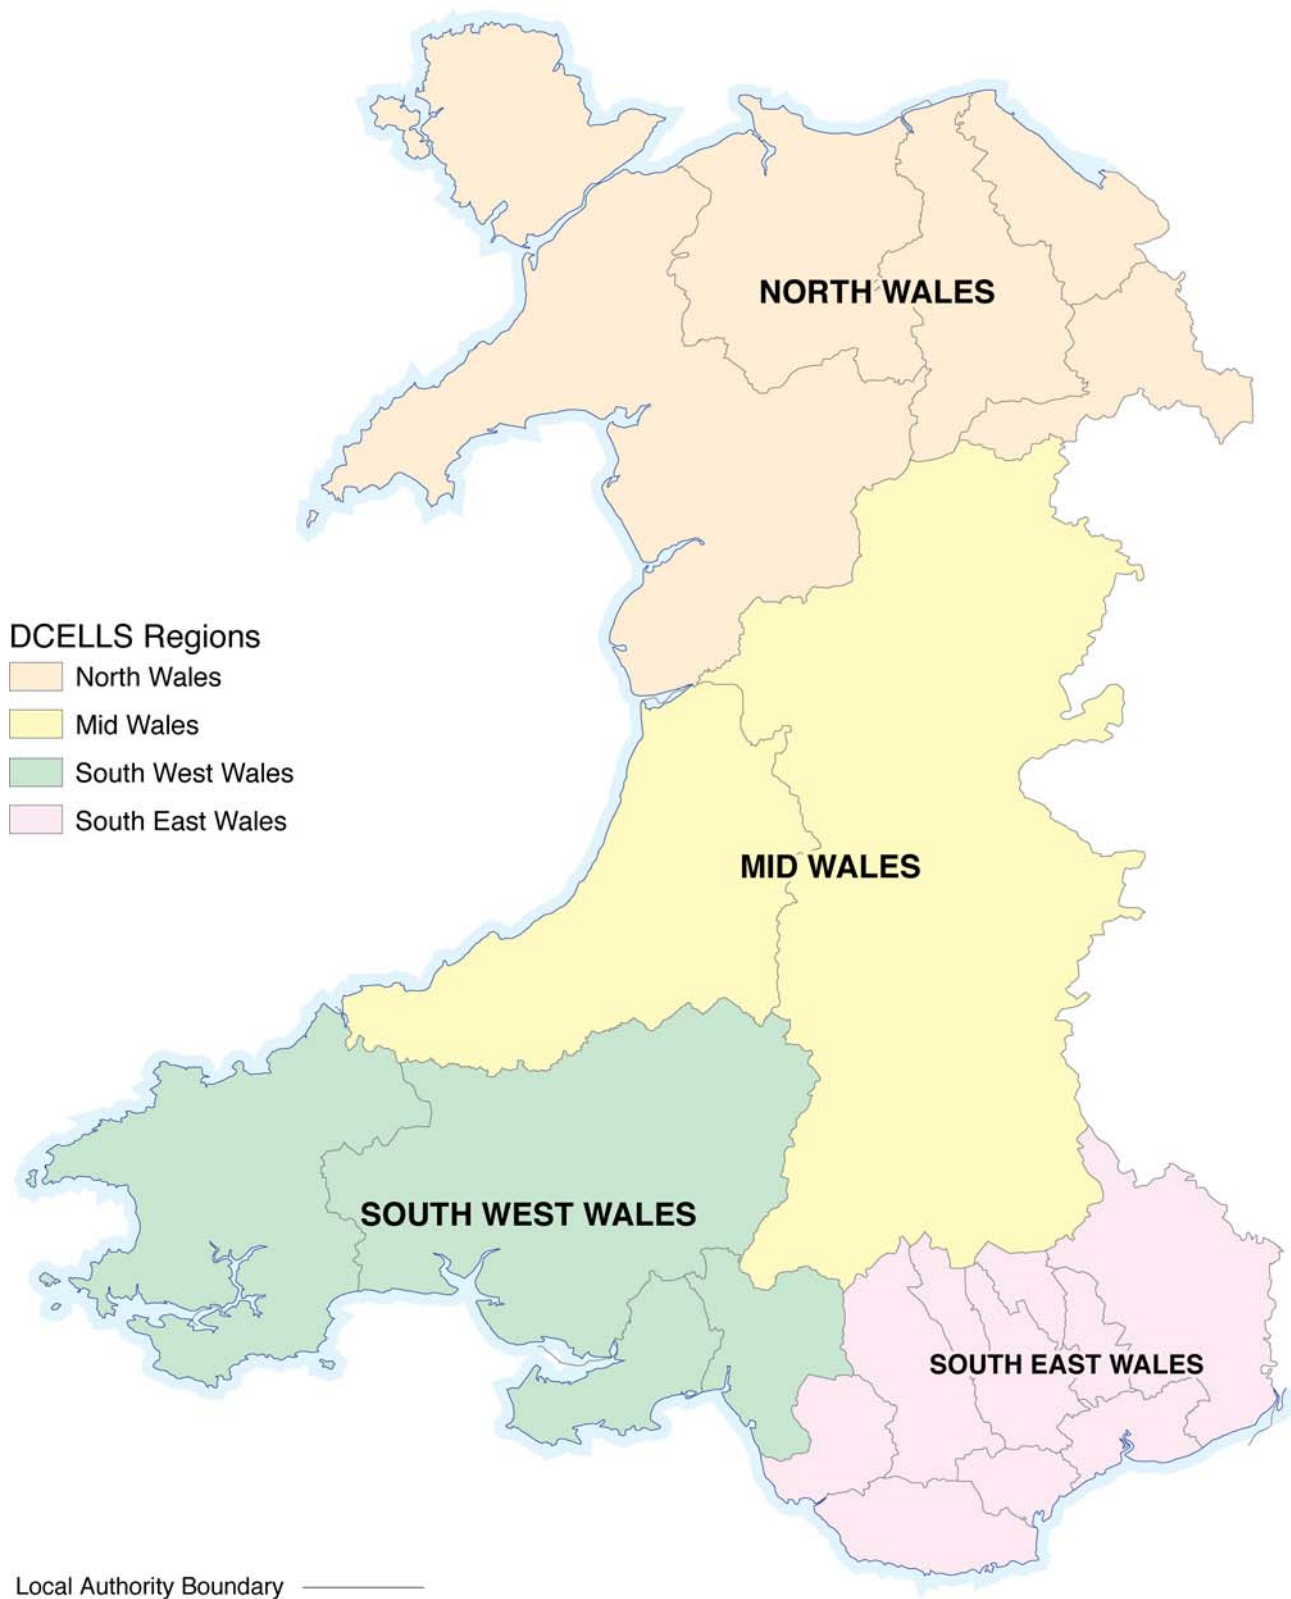 NORTH WALES
DCELLS Regions
North Wales
Mid Wales
South West Wales
South East Wales
MID WALES
SOUTH WEST WALES
SOUTH EAST WALES
Local Authority Boundary